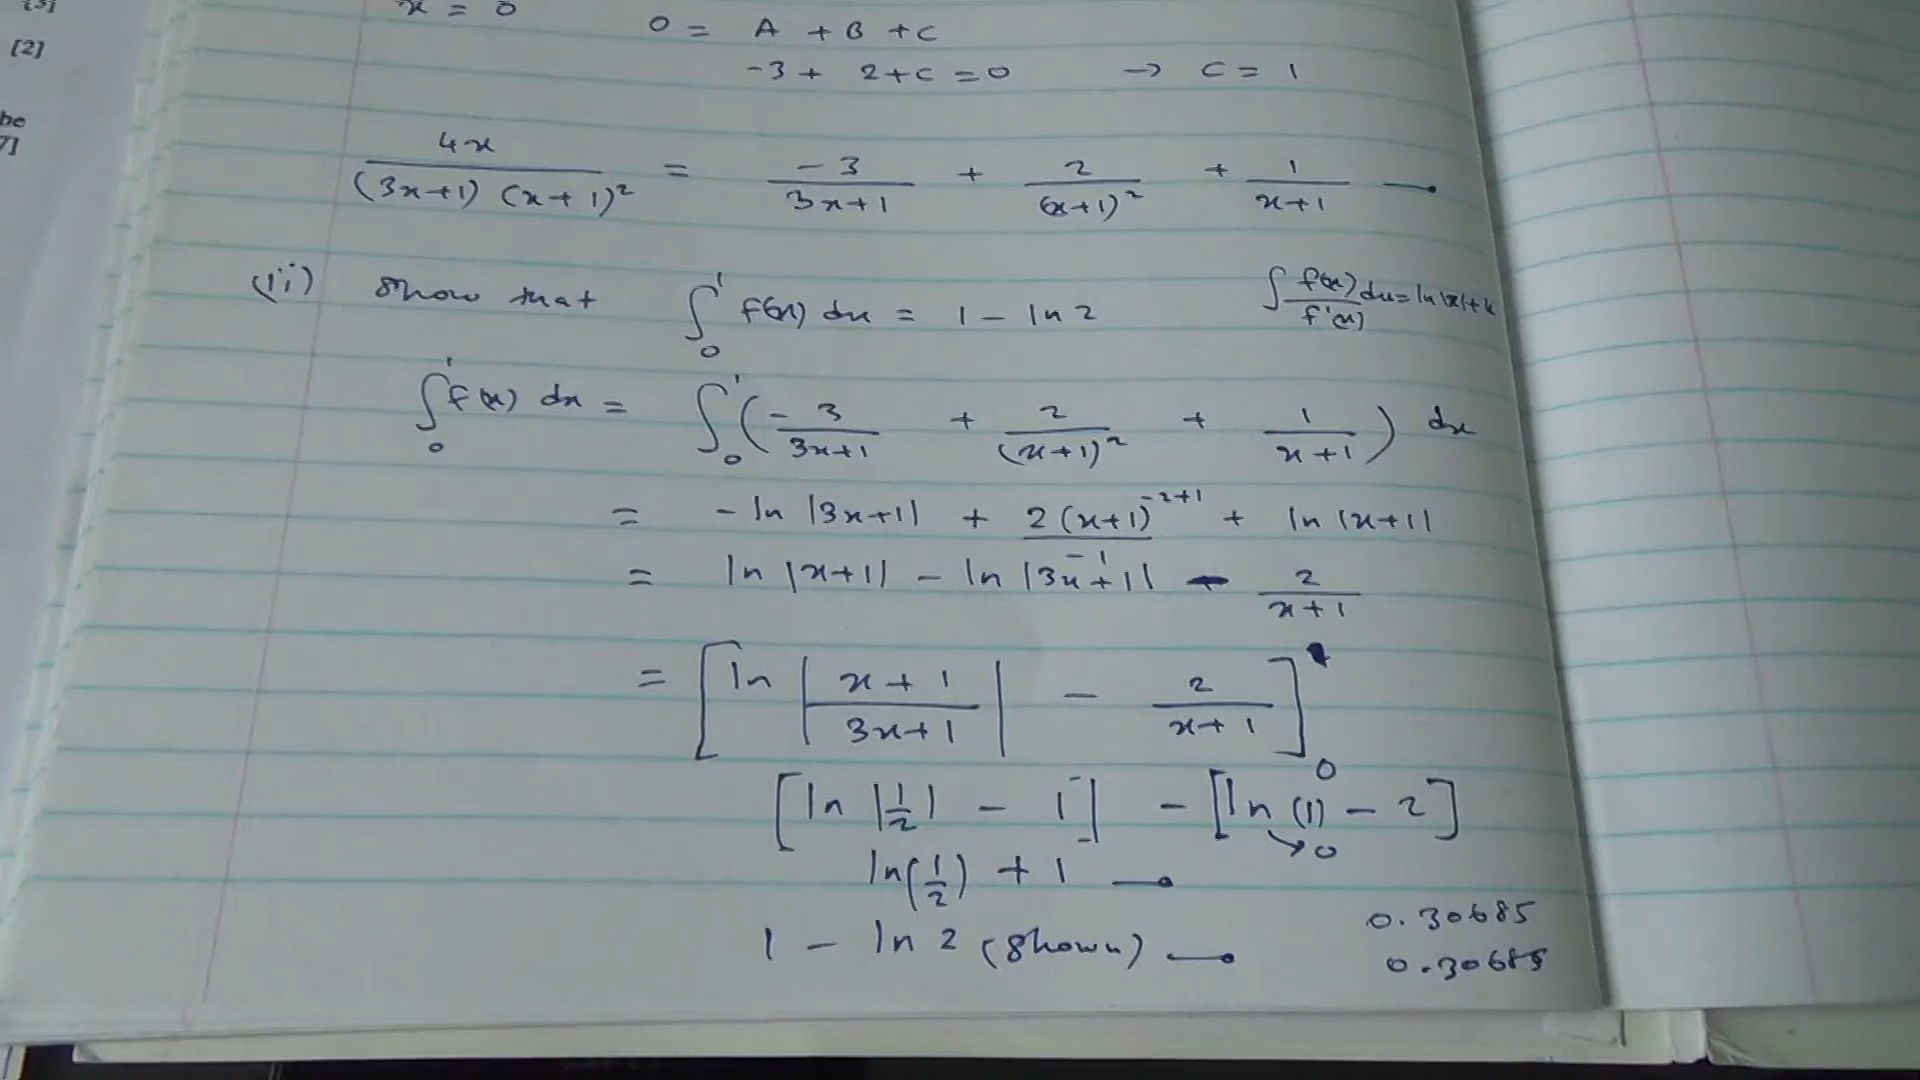 [3]
[2]
he
7]
x = 0
0 = A + B + C
-3 + 2 + C = 0 → C = 1
4x / (3x+1) (x+1)² = -3 / 3x+1 + 2 / (x+1)² + 1 / x+1
(ii) Show that ∫₀¹ f(x) dx = 1 - ln 2
∫ f(x) / f'(x) dx = ln |x| + k
∫₀¹ f(x) dx = ∫₀¹ ( -3 / 3x+1 + 2 / (x+1)² + 1 / x+1 ) dx
= - ln |3x+1| + 2(x+1)⁻²⁺¹ / -1 + ln |x+1|
= ln |x+1| - ln |3x+1| - 2 / x+1
= [ ln | x+1 / 3x+1 | - 2 / x+1 ]₀¹
[ ln |1/2| - 1 ] - [ ln (1) - 2 ]
→ 0
ln(1/2) + 1
1 - ln 2 (Shown)
0.30685
0.30685